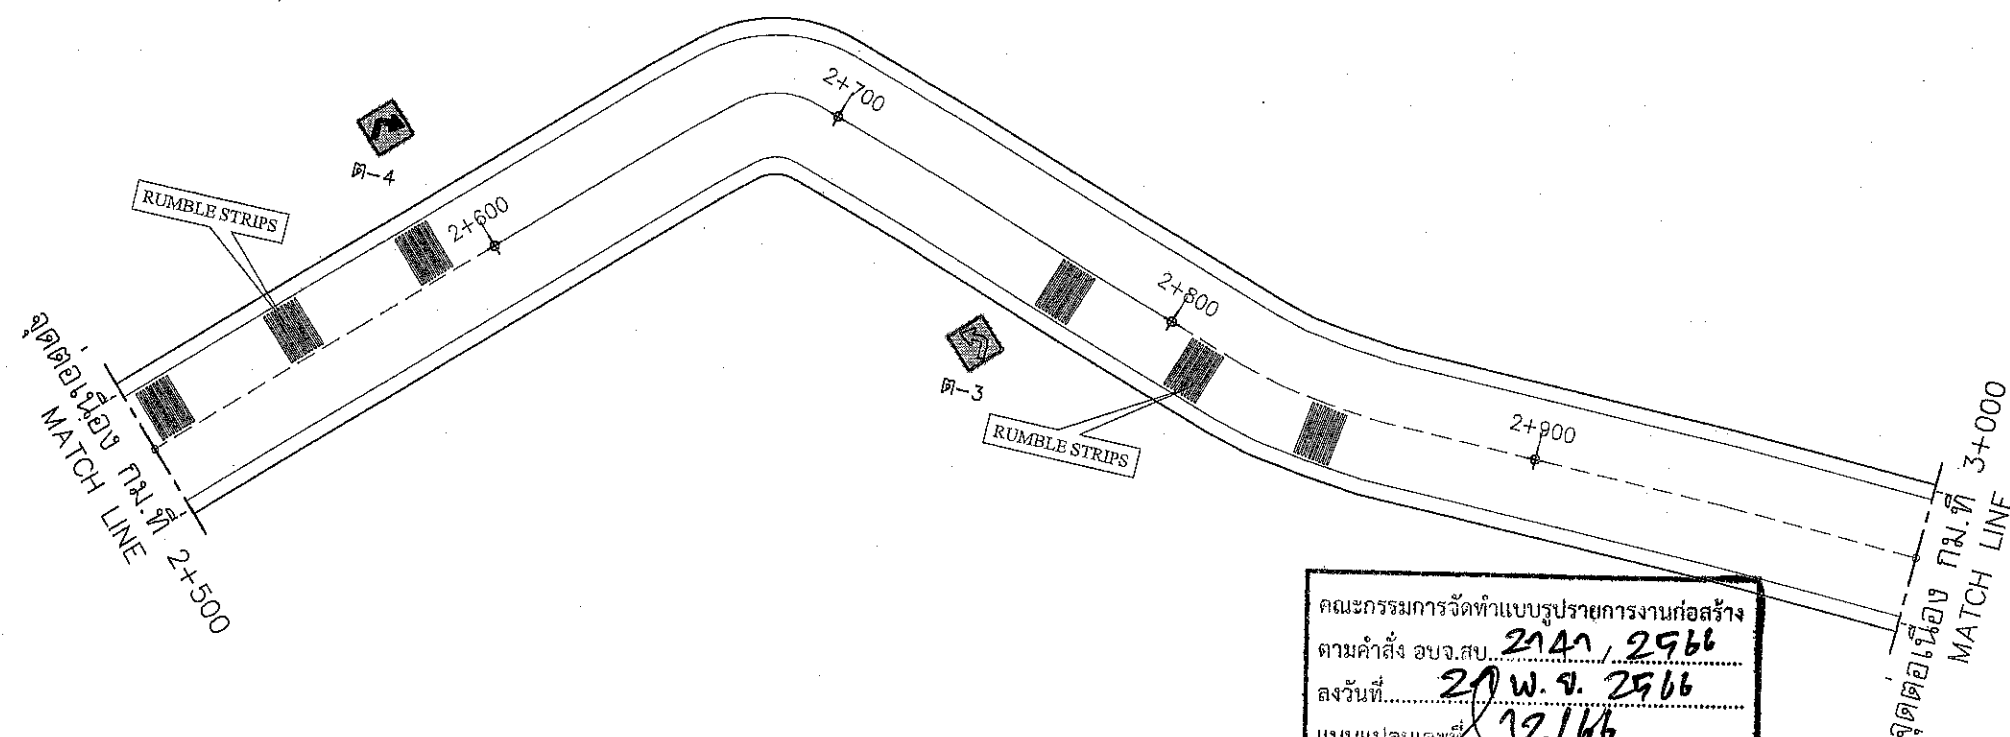 2+700
ต-4
RUMBLE STRIPS
2+600
2+800
ต-3
RUMBLE STRIPS
2+900
จุดต่อเนื่อง กม.ที่ 2+500
MATCH LINE
จุดต่อเนื่อง กม.ที่ 3+000
MATCH LINE
คณะกรรมการจัดทำแบบรูปรายการงานก่อสร้าง
ตามคำสั่ง อบจ.สบ. / 2566
ลงวันที่ พ.ย. 2566